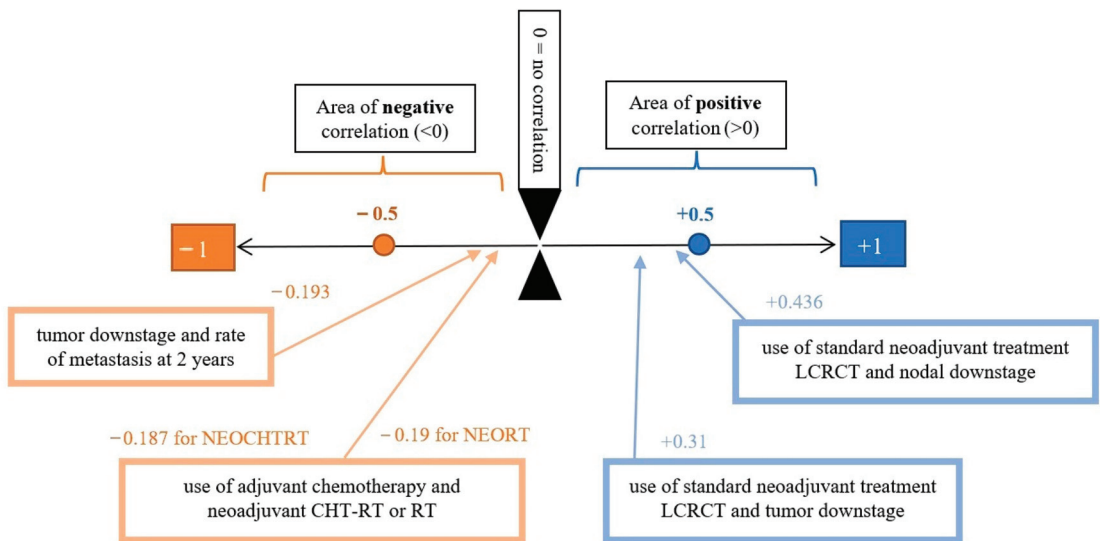 0 = no correlation
Area of negative
correlation (<0)
Area of positive
correlation (>0)
− 0.5
+0.5
− 1
+1
− 0.193
tumor downstage and rate
of metastasis at 2 years
+0.436
use of standard neoadjuvant treatment
LCRCT and nodal downstage
− 0.187 for NEOCHTRT
− 0.19 for NEORT
use of adjuvant chemotherapy and
neoadjuvant CHT-RT or RT
+0.31
use of standard neoadjuvant treatment
LCRCT and tumor downstage